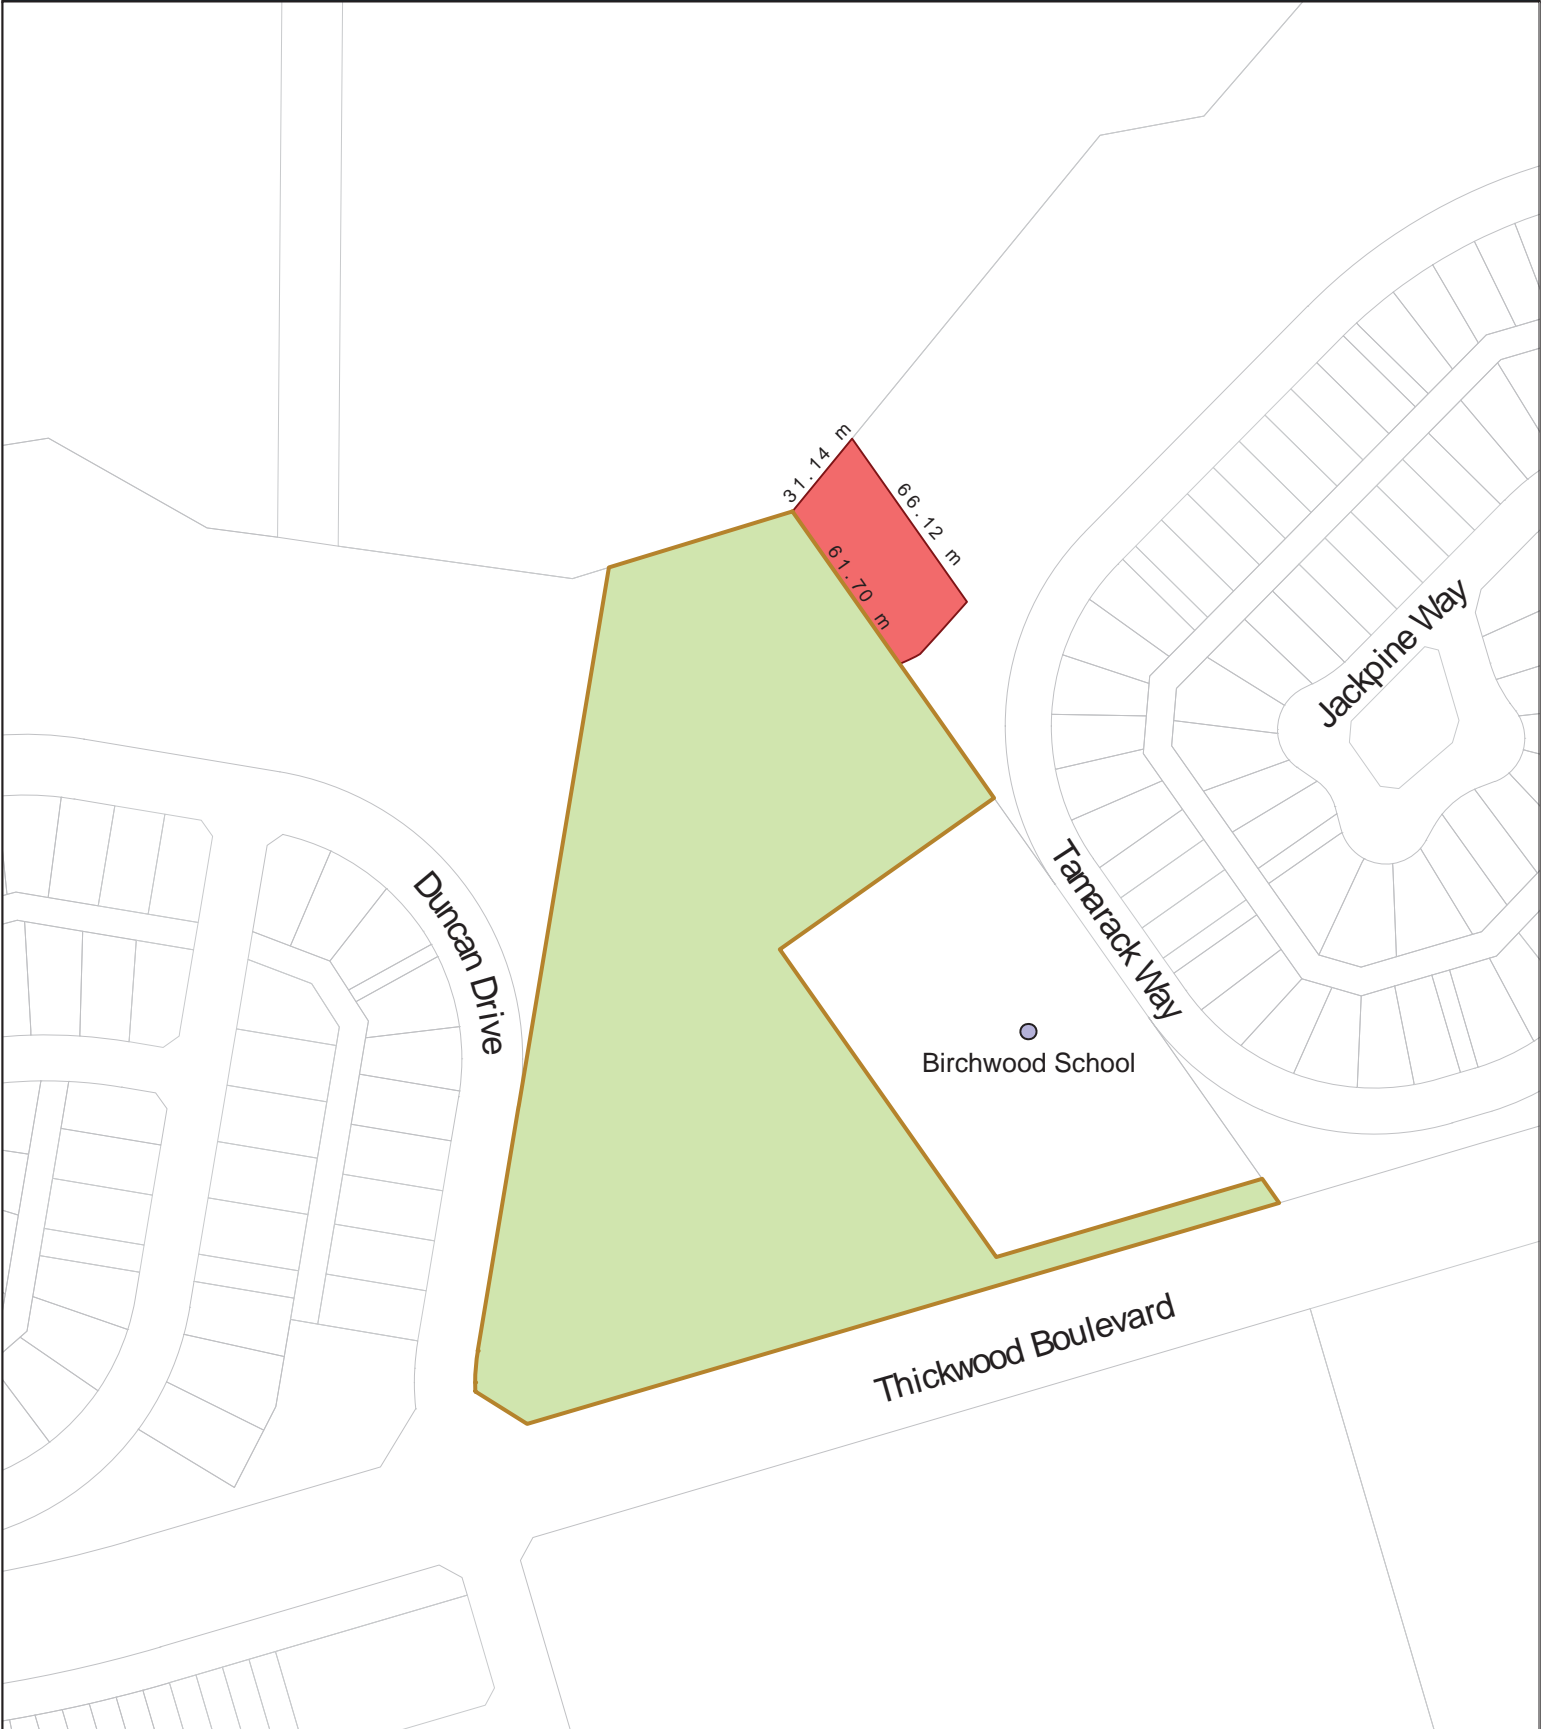 31.14 m
66.12 m
61.70 m
Jackpine Way
Duncan Drive
Tamarack Way
Birchwood School
Thickwood Boulevard